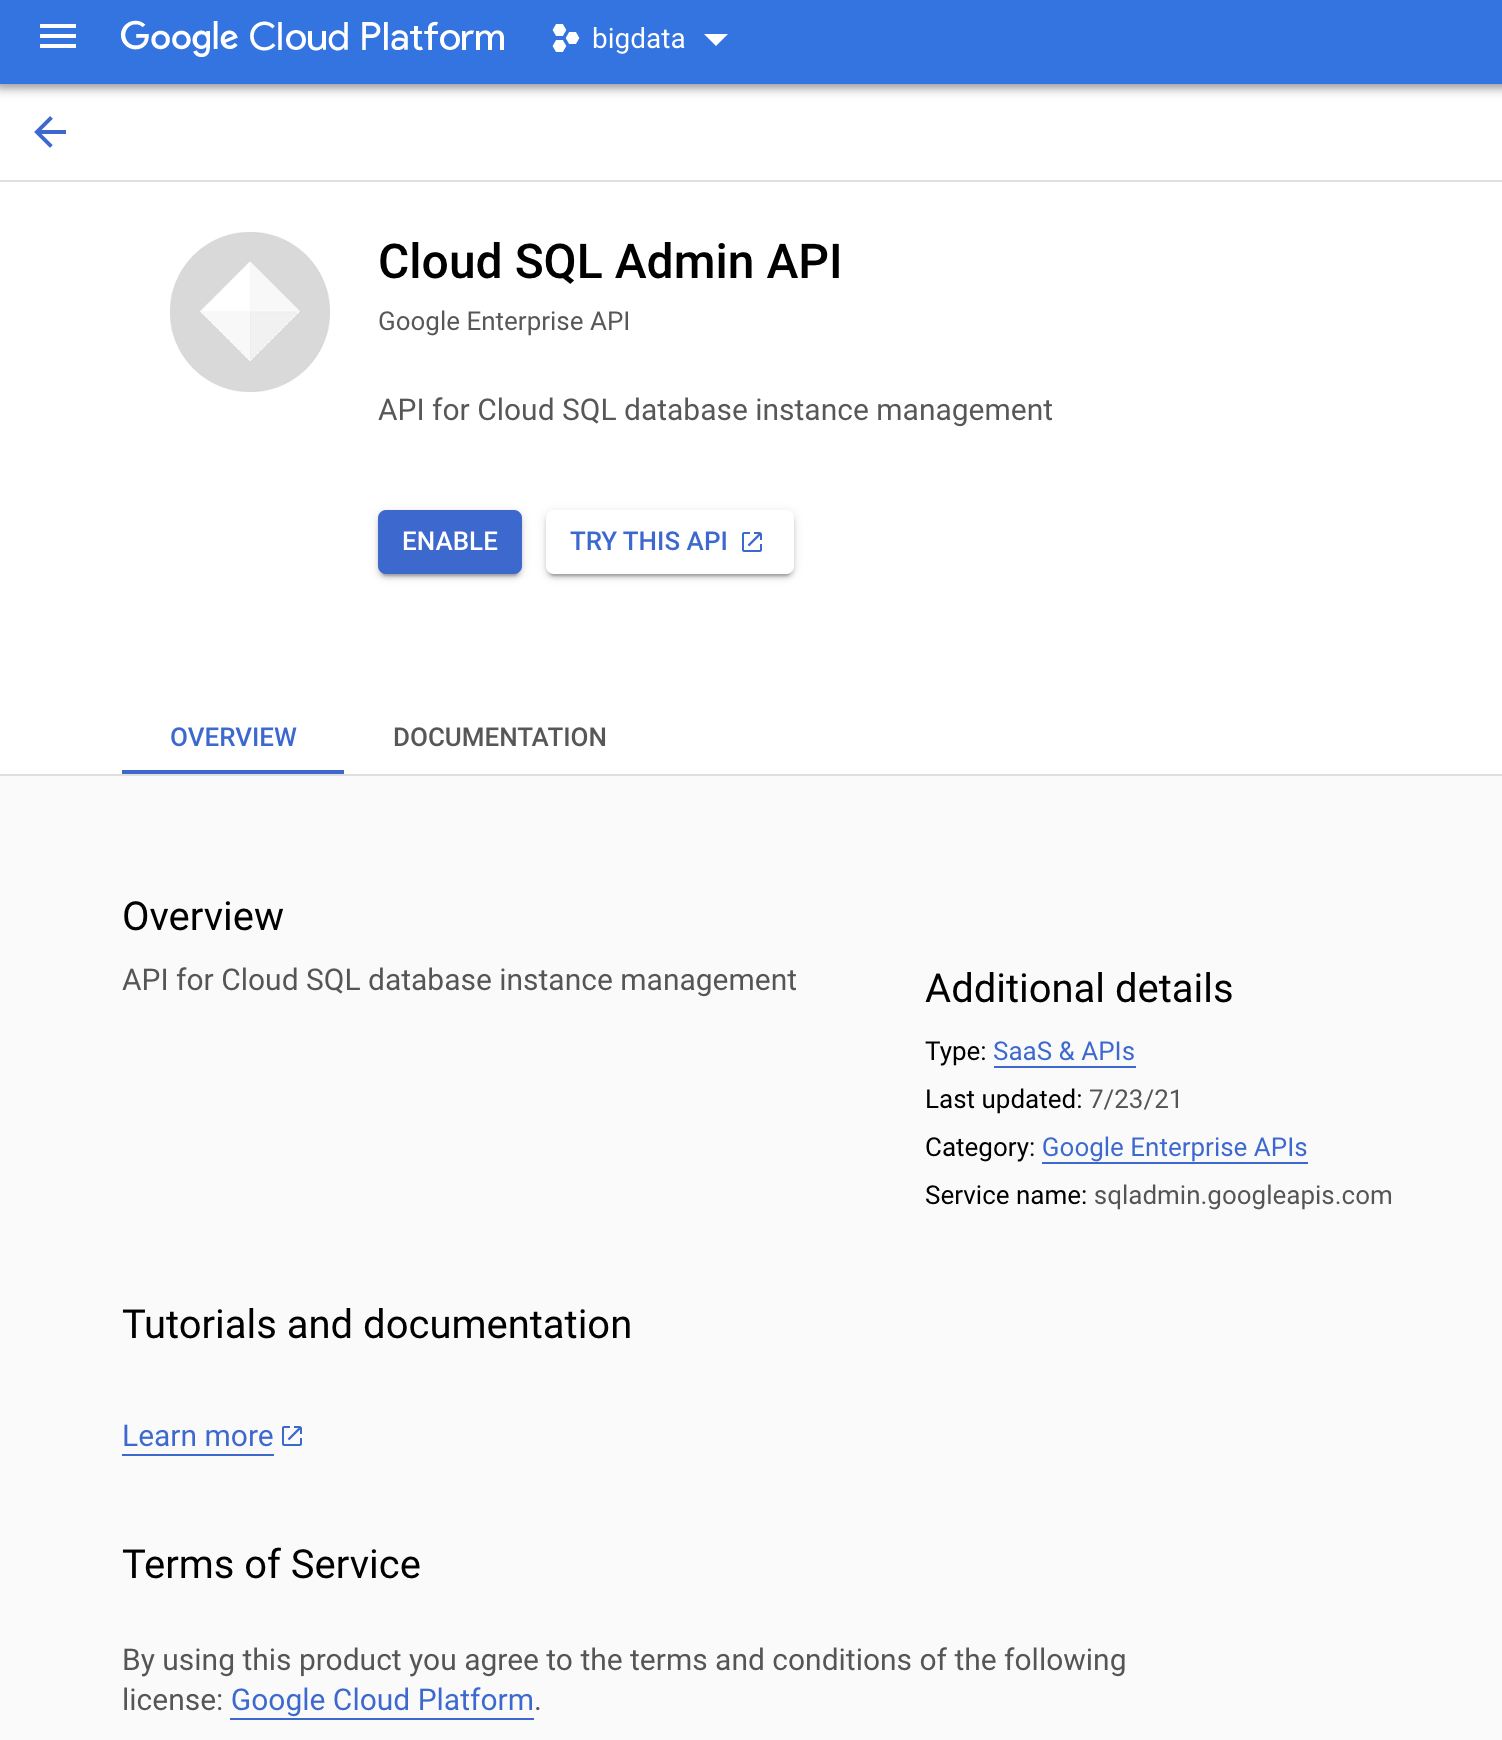 Google Cloud Platform
bigdata
Cloud SQL Admin API
Google Enterprise API
API for Cloud SQL database instance management
ENABLE
TRY THIS API
OVERVIEW
DOCUMENTATION
Overview
API for Cloud SQL database instance management
Additional details
Type: SaaS & APIs
Last updated: 7/23/21
Category: Google Enterprise APIs
Service name: sqladmin.googleapis.com
Tutorials and documentation
Learn more
Terms of Service
By using this product you agree to the terms and conditions of the following
license: Google Cloud Platform.